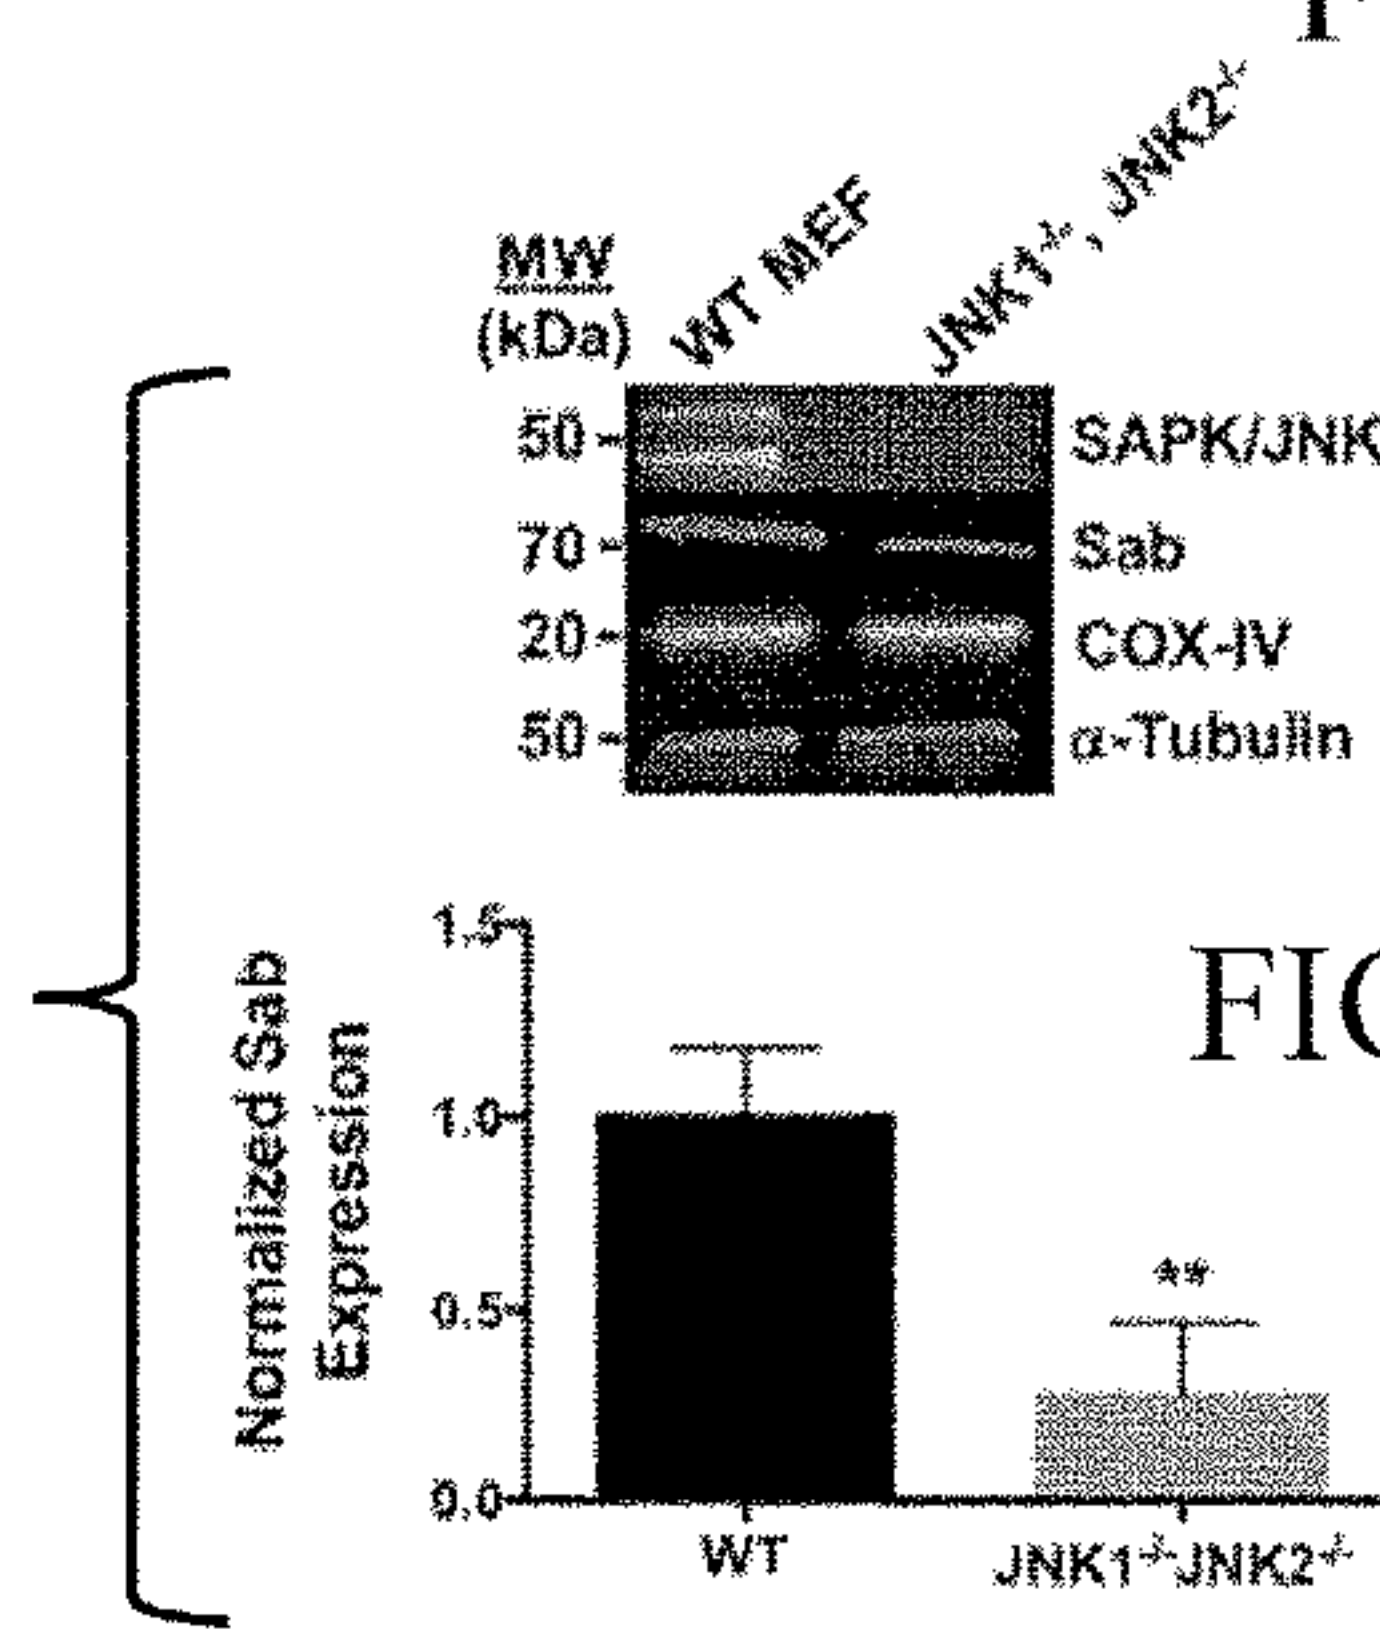 MW
(kDa)
WT MEF
JNK1-/-, JNK2-/-
50
SAPK/JNK
70
Sab
20
COX-IV
50
α-Tubulin
Normalized Sab
Expression
1.5
1.0
0.5
0.0
**
WT
JNK1-/-JNK2-/-
FIG